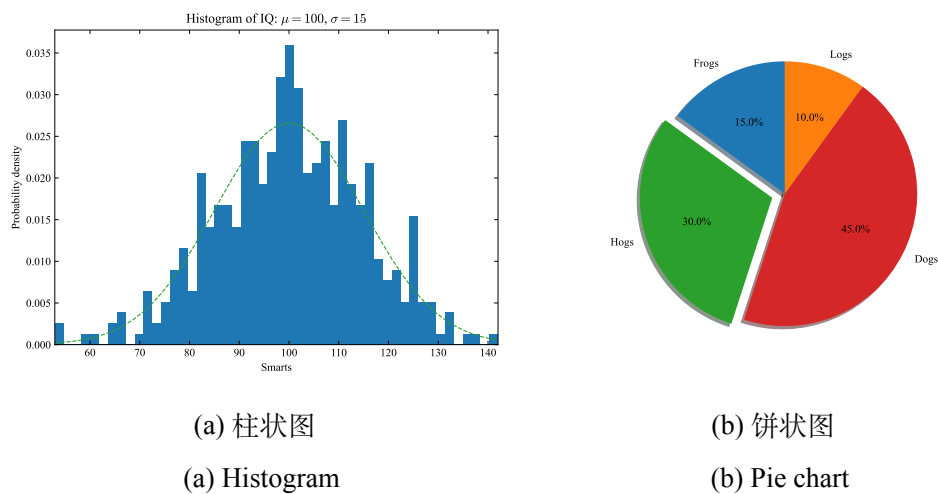 Histogram of IQ: μ = 100, σ = 15
Probability density
0.035
0.030
0.025
0.020
0.015
0.010
0.005
0.000
60 70 80 90 100 110 120 130 140
Smarts
Frogs
Logs
15.0%
10.0%
30.0%
45.0%
Hogs
Dogs
(a) 柱状图
(a) Histogram
(b) 饼状图
(b) Pie chart